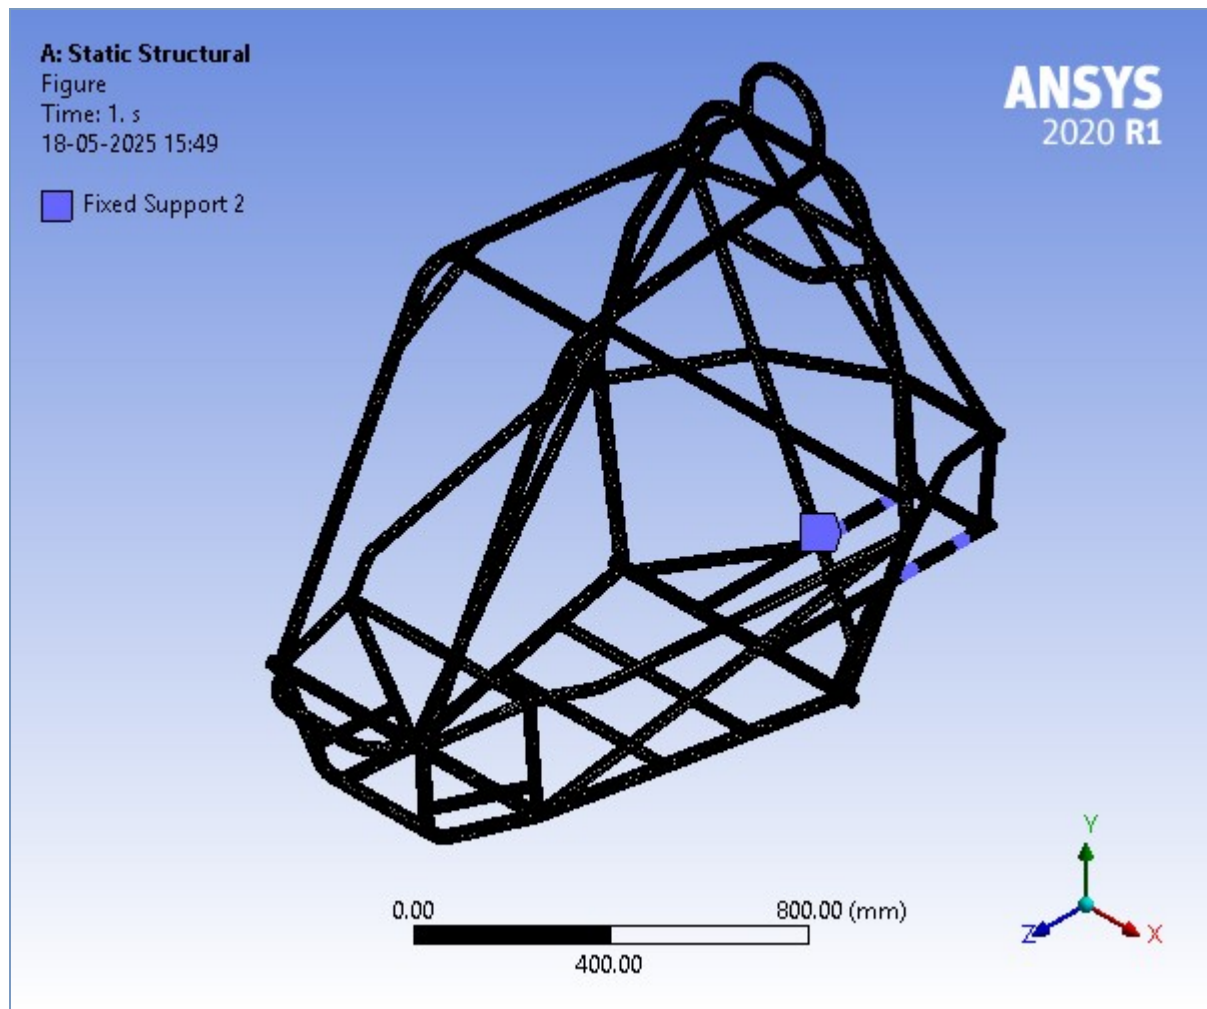 A: Static Structural
Figure
Time: 1. s
18-05-2025 15:49
Fixed Support 2
ANSYS
2020 R1
0.00
800.00 (mm)
400.00
Y
Z
X